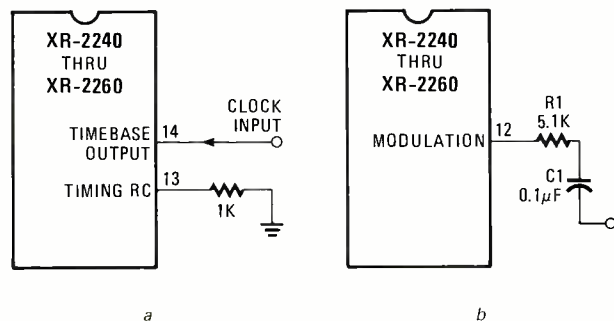 XR-2240
THRU
XR-2260
TIMEBASE
OUTPUT
14
CLOCK
INPUT
TIMING RC
13
1K
a
XR-2240
THRU
XR-2260
MODULATION
12
R1
5.1K
C1
0.1µF
b